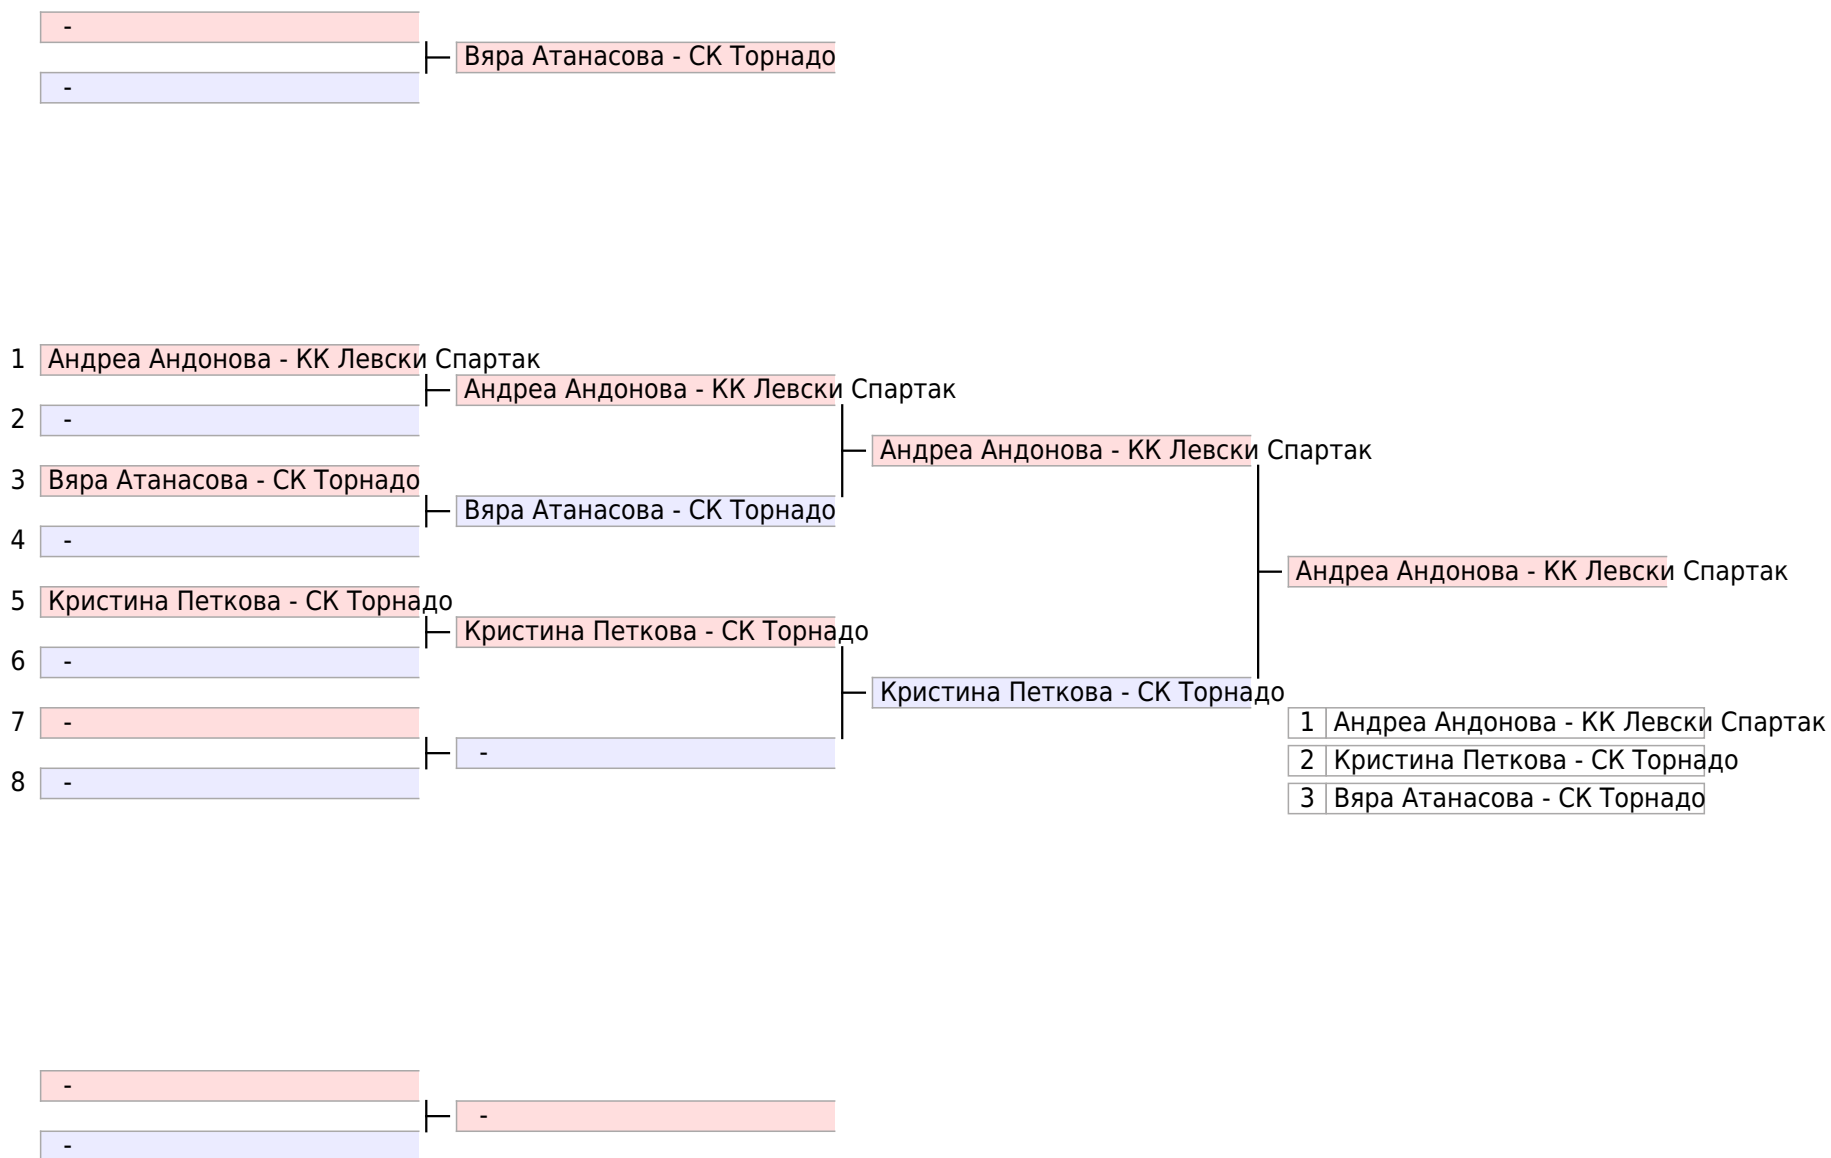 -
Вяра Атанасова - СК Торнадо
-
1 Андреа Андонова - КК Левски Спартак
Андреа Андонова - КК Левски Спартак
2 -
Андреа Андонова - КК Левски Спартак
3 Вяра Атанасова - СК Торнадо
Вяра Атанасова - СК Торнадо
4 -
Андреа Андонова - КК Левски Спартак
5 Кристина Петкова - СК Торнадо
Кристина Петкова - СК Торнадо
6 -
Кристина Петкова - СК Торнадо
7 -
1 Андреа Андонова - КК Левски Спартак
-
2 Кристина Петкова - СК Торнадо
8 -
3 Вяра Атанасова - СК Торнадо
-
-
-